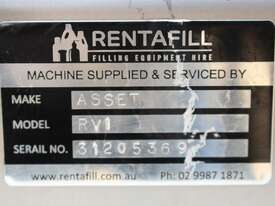 RENTAFILL
FILLING EQUIPMENT HIRE
MACHINE SUPPLIED & SERVICED BY
MAKE ASSET
MODEL RV1
SERAIL NO. 31205369
www.rentafill.com.au Ph: 02 9987 1871